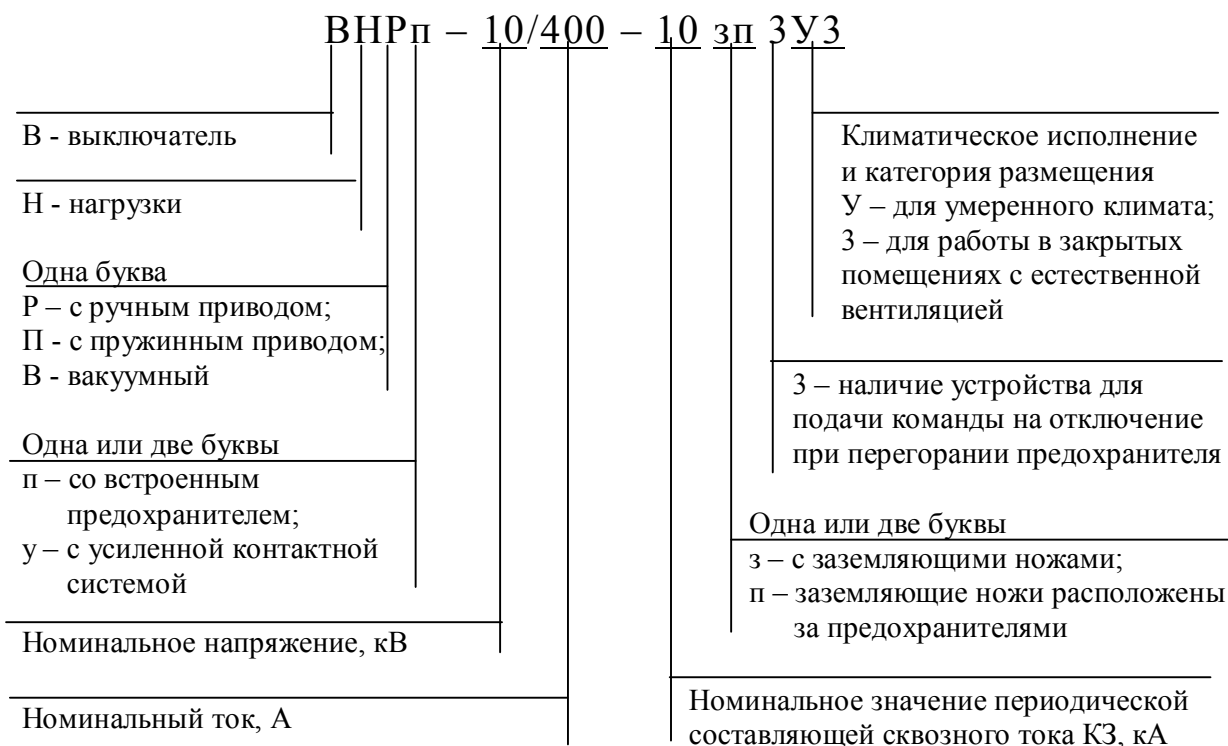 ВНРп – 10/400 – 10 зп 3У3
В - выключатель
Н - нагрузки
Одна буква
Р – с ручным приводом;
П - с пружинным приводом;
В - вакуумный
Одна или две буквы
п – со встроенным
предохранителем;
у – с усиленной контактной
системой
Номинальное напряжение, кВ
Номинальный ток, А
Климатическое исполнение
и категория размещения
У – для умеренного климата;
3 – для работы в закрытых
помещениях с естественной
вентиляцией
3 – наличие устройства для
подачи команды на отключение
при перегорании предохранителя
Одна или две буквы
з – с заземляющими ножами;
п – заземляющие ножи расположены
за предохранителями
Номинальное значение периодической
составляющей сквозного тока КЗ, кА